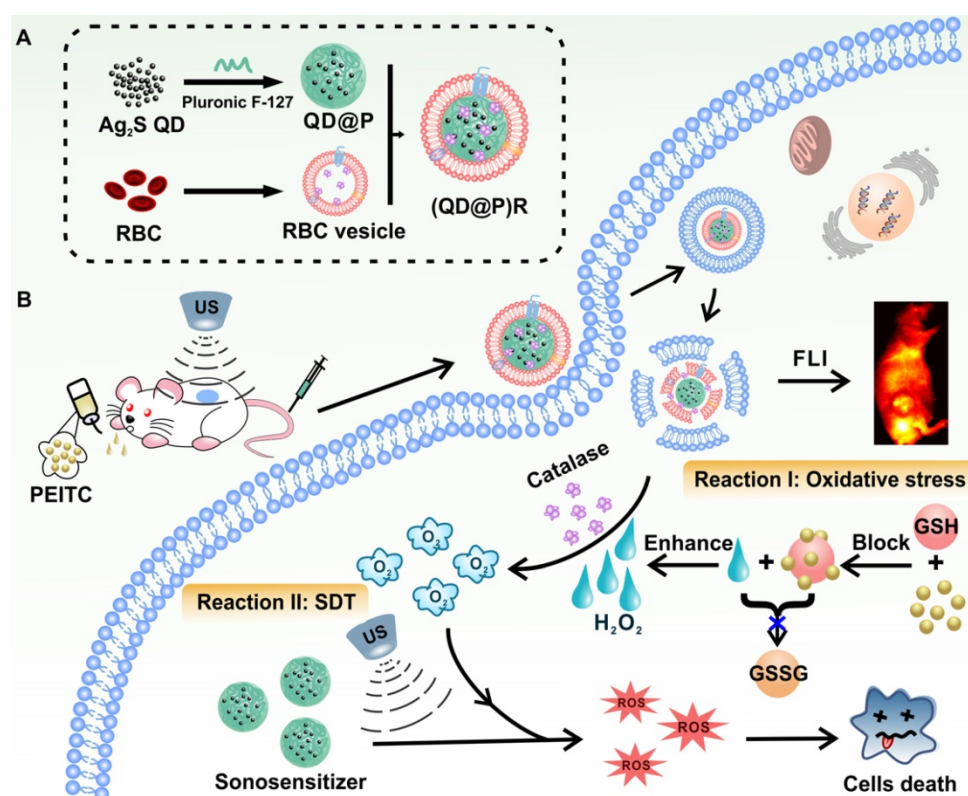 A
Pluronic F-127
Ag₂S QD
QD@P
RBC
RBC vesicle
(QD@P)R
B
US
PEITC
FLI
Catalase
Reaction I: Oxidative stress
GSH
O₂
O₂
O₂
O₂
Enhance
+
Block
+
H₂O₂
Reaction II: SDT
US
GSSG
ROS
ROS
ROS
Sonosensitizer
Cells death